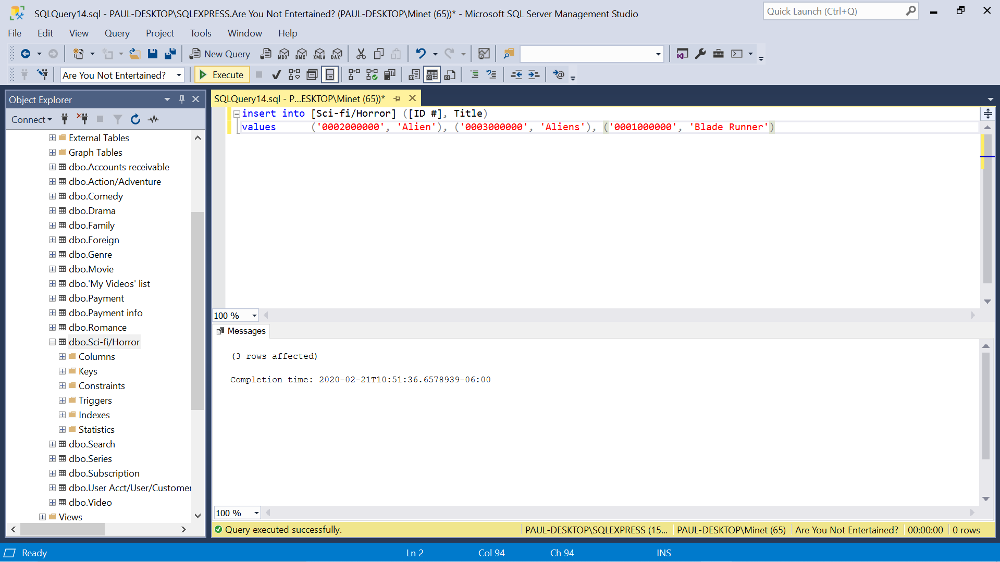 SQLQuery14.sql - PAUL-DESKTOP\SQLEXPRESS.Are You Not Entertained? (PAUL-DESKTOP\Minet (65))* - Microsoft SQL Server Management Studio
Quick Launch (Ctrl+Q)
File Edit View Query Project Tools Window Help
New Query MDX DMX XMLA DAX
Are You Not Entertained? Execute
Object Explorer
Connect
External Tables
Graph Tables
dbo.Accounts receivable
dbo.Action/Adventure
dbo.Comedy
dbo.Drama
dbo.Family
dbo.Foreign
dbo.Genre
dbo.Movie
dbo.'My Videos' list
dbo.Payment
dbo.Payment info
dbo.Romance
dbo.Sci-fi/Horror
Columns
Keys
Constraints
Triggers
Indexes
Statistics
dbo.Search
dbo.Series
dbo.Subscription
dbo.User Acct/User/Customer
dbo.Video
Views
SQLQuery14.sql - P...ESKTOP\Minet (65))*
insert into [Sci-fi/Horror] ([ID #], Title)
values ('0002000000', 'Alien'), ('0003000000', 'Aliens'), ('0001000000', 'Blade Runner')
100 %
Messages
(3 rows affected)
Completion time: 2020-02-21T10:51:36.6578939-06:00
100 %
Query executed successfully. PAUL-DESKTOP\SQLEXPRESS (15... PAUL-DESKTOP\Minet (65) Are You Not Entertained? 00:00:00 0 rows
Ready Ln 2 Col 94 Ch 94 INS